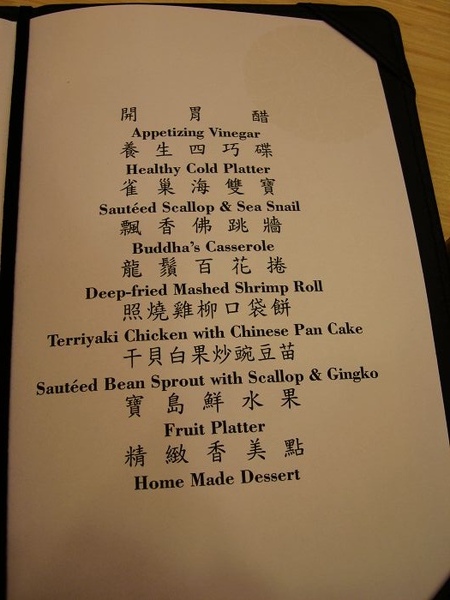 開 胃 醋
Appetizing Vinegar
養 生 四 巧 碟
Healthy Cold Platter
雀 巢 海 雙 寶
Sautéed Scallop & Sea Snail
飄 香 佛 跳 牆
Buddha's Casserole
龍 鬚 百 花 捲
Deep-fried Mashed Shrimp Roll
照燒雞柳口袋餅
Terriyaki Chicken with Chinese Pan Cake
干貝白果炒豌豆苗
Sautéed Bean Sprout with Scallop & Gingko
寶 島 鮮 水 果
Fruit Platter
精 緻 香 美 點
Home Made Dessert